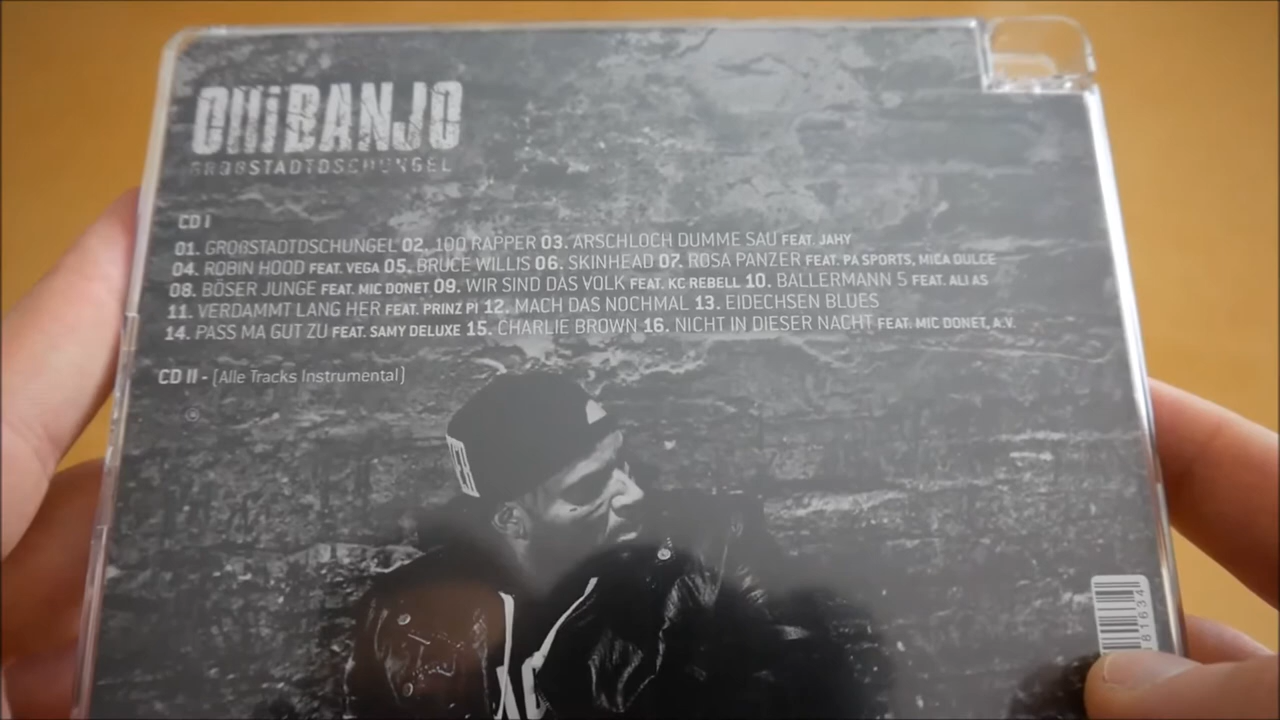 OlliBANJO
GROßSTADTDSCHUNGEL
CD I
01. GROßSTADTDSCHUNGEL 02. 100 RAPPER 03. ARSCHLOCH DUMME SAU FEAT. JAHY
04. ROBIN HOOD FEAT. VEGA 05. BRUCE WILLIS 06. SKINHEAD 07. ROSA PANZER FEAT. PA SPORTS, MICA DULCE
08. BÖSER JUNGE FEAT. MIC DONET 09. WIR SIND DAS VOLK FEAT. KC REBELL 10. BALLERMANN 5 FEAT. ALI AS
11. VERDAMMT LANG HER FEAT. PRINZ PI 12. MACH DAS NOCHMAL 13. EIDECHSEN BLUES
14. PASS MA GUT ZU FEAT. SAMY DELUXE 15. CHARLIE BROWN 16. NICHT IN DIESER NACHT FEAT. MIC DONET, A.V.
CD II - [Alle Tracks Instrumental]
81634